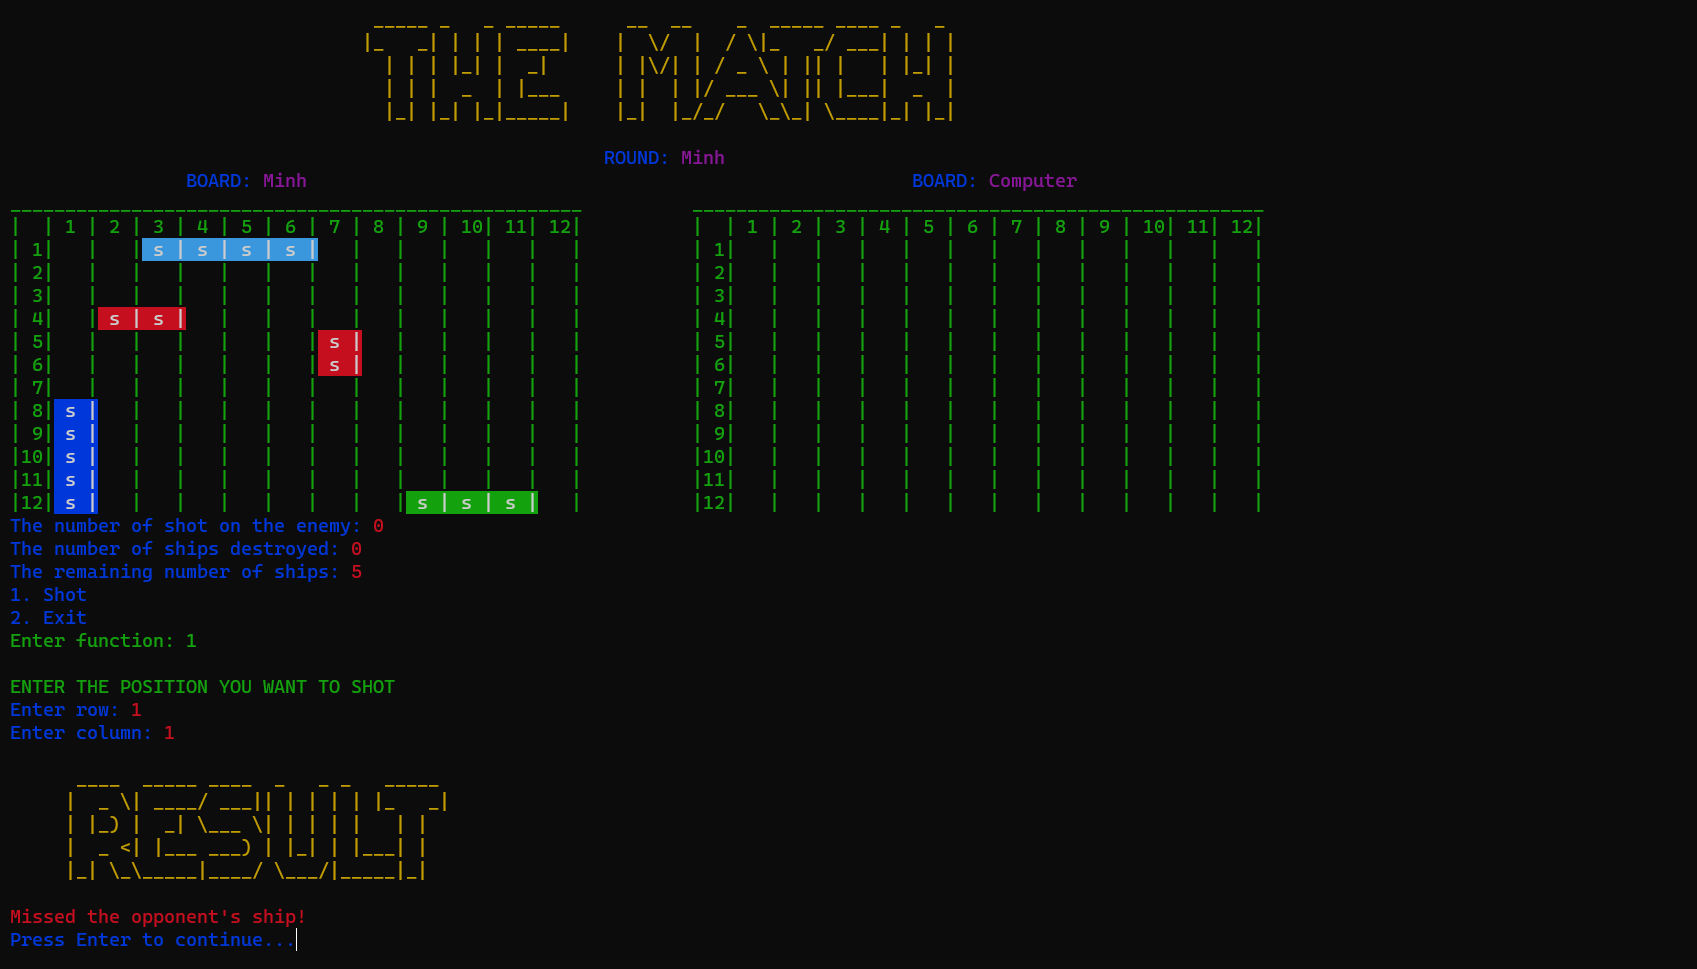 THE MATCH
ROUND: Minh
BOARD: Minh BOARD: Computer
| | 1 | 2 | 3 | 4 | 5 | 6 | 7 | 8 | 9 | 10| 11| 12| | | 1 | 2 | 3 | 4 | 5 | 6 | 7 | 8 | 9 | 10| 11| 12|
| 1| | | s | s | s | s | | | | | | | | 1| | | | | | | | | | | | |
| 2| | | | | | | | | | | | | | 2| | | | | | | | | | | | |
| 3| | | | | | | | | | | | | | 3| | | | | | | | | | | | |
| 4| | s | s | | | | | | | | | | | 4| | | | | | | | | | | | |
| 5| | | | | | | s | | | | | | | 5| | | | | | | | | | | | |
| 6| | | | | | | s | | | | | | | 6| | | | | | | | | | | | |
| 7| | | | | | | | | | | | | | 7| | | | | | | | | | | | |
| 8| s | | | | | | | | | | | | | 8| | | | | | | | | | | | |
| 9| s | | | | | | | | | | | | | 9| | | | | | | | | | | | |
|10| s | | | | | | | | | | | | |10| | | | | | | | | | | | |
|11| s | | | | | | | | | | | | |11| | | | | | | | | | | | |
|12| s | | | | | | | | s | s | s | | |12| | | | | | | | | | | | |
The number of shot on the enemy: 0
The number of ships destroyed: 0
The remaining number of ships: 5
1. Shot
2. Exit
Enter function: 1
ENTER THE POSITION YOU WANT TO SHOT
Enter row: 1
Enter column: 1
RESULT
Missed the opponent's ship!
Press Enter to continue...